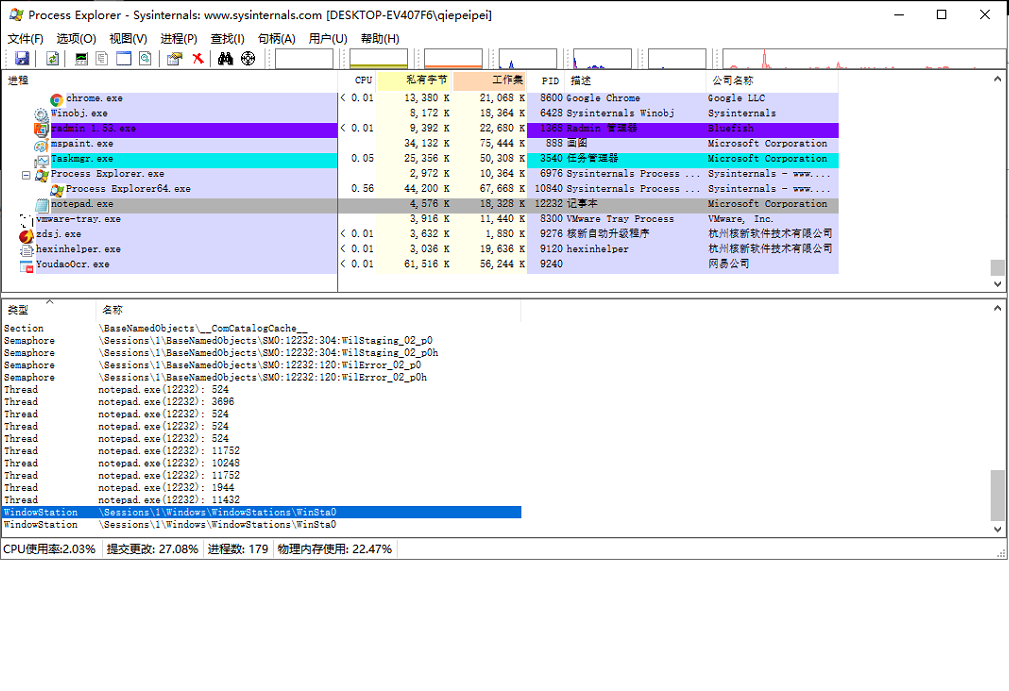 Process Explorer - Sysinternals: www.sysinternals.com [DESKTOP-EV407F6\qiepeipei]
文件(F) 选项(O) 视图(V) 进程(P) 查找(I) 句柄(A) 用户(U) 帮助(H)
进程 CPU 私有字节 工作集 PID 描述 公司名称
chrome.exe < 0.01 13,380 K 21,068 K 8600 Google Chrome Google LLC
Winobj.exe 8,172 K 18,364 K 6428 Sysinternals Winobj Sysinternals
radmin 1.53.exe < 0.01 9,392 K 22,680 K 1368 Radmin 管理器 Bluefish
mspaint.exe 34,132 K 75,444 K 888 画图 Microsoft Corporation
Taskmgr.exe 0.05 25,356 K 50,308 K 3540 任务管理器 Microsoft Corporation
Process Explorer.exe 2,972 K 10,364 K 6976 Sysinternals Process ... Sysinternals - www....
Process Explorer64.exe 0.56 44,200 K 67,668 K 10840 Sysinternals Process ... Sysinternals - www....
notepad.exe 4,576 K 18,328 K 12232 记事本 Microsoft Corporation
vmware-tray.exe 3,916 K 11,440 K 8300 VMware Tray Process VMware, Inc.
zdsj.exe < 0.01 3,632 K 1,880 K 9276 核新自动升级程序 杭州核新软件技术有限公司
hexinhelper.exe < 0.01 3,036 K 19,636 K 9120 hexinhelper 杭州核新软件技术有限公司
YoudaoOcr.exe < 0.01 61,516 K 56,244 K 9240 网易公司
类型 名称
Section \BaseNamedObjects\__ComCatalogCache__
Semaphore \Sessions\1\BaseNamedObjects\SM0:12232:304:WilStaging_02_p0
Semaphore \Sessions\1\BaseNamedObjects\SM0:12232:304:WilStaging_02_p0h
Semaphore \Sessions\1\BaseNamedObjects\SM0:12232:120:WilError_02_p0
Semaphore \Sessions\1\BaseNamedObjects\SM0:12232:120:WilError_02_p0h
Thread notepad.exe(12232): 524
Thread notepad.exe(12232): 3696
Thread notepad.exe(12232): 524
Thread notepad.exe(12232): 524
Thread notepad.exe(12232): 524
Thread notepad.exe(12232): 11752
Thread notepad.exe(12232): 10248
Thread notepad.exe(12232): 11752
Thread notepad.exe(12232): 1944
Thread notepad.exe(12232): 11432
WindowStation \Sessions\1\Windows\WindowStations\WinSta0
WindowStation \Sessions\1\Windows\WindowStations\WinSta0
CPU使用率:2.03% 提交更改: 27.08% 进程数: 179 物理内存使用: 22.47%